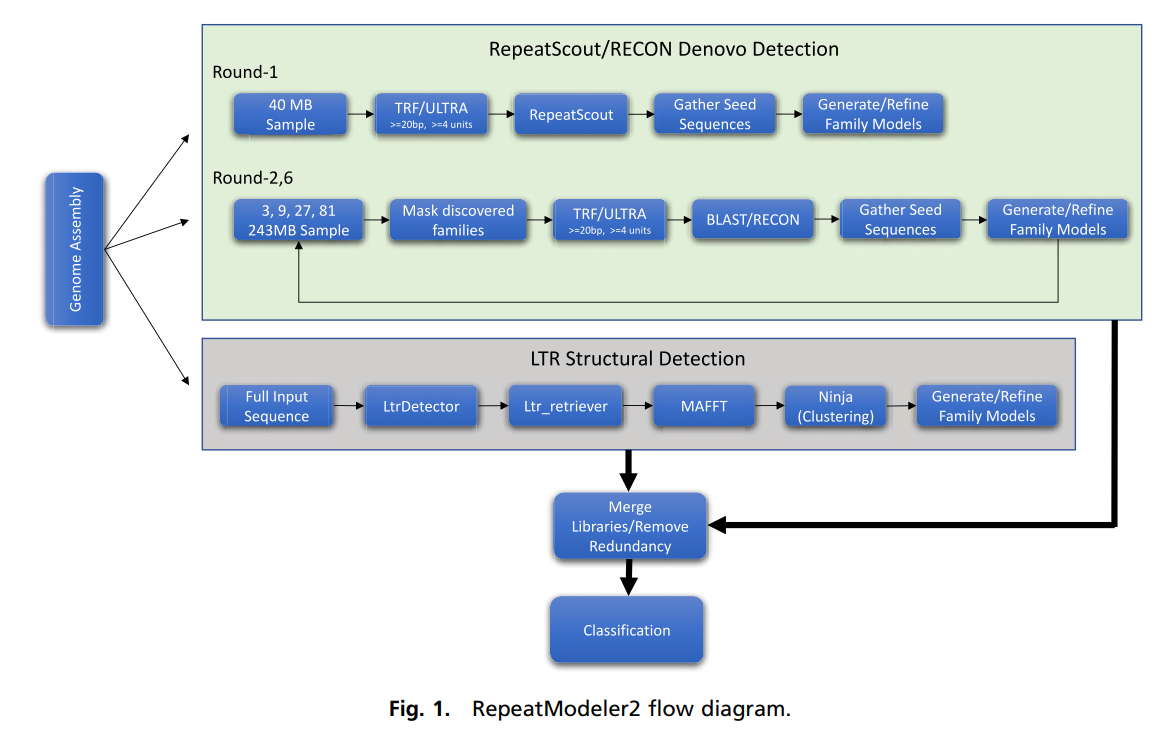 RepeatScout/RECON Denovo Detection
Round-1
40 MB
Sample
TRF/ULTRA
>=20bp, >=4 units
RepeatScout
Gather Seed
Sequences
Generate/Refine
Family Models
Round-2,6
3, 9, 27, 81
243MB Sample
Mask discovered
families
TRF/ULTRA
>=20bp, >=4 units
BLAST/RECON
Gather Seed
Sequences
Generate/Refine
Family Models
Genome Assembly
LTR Structural Detection
Full Input
Sequence
LtrDetector
Ltr_retriever
MAFFT
Ninja
(Clustering)
Generate/Refine
Family Models
Merge
Libraries/Remove
Redundancy
Classification
Fig. 1. RepeatModeler2 flow diagram.